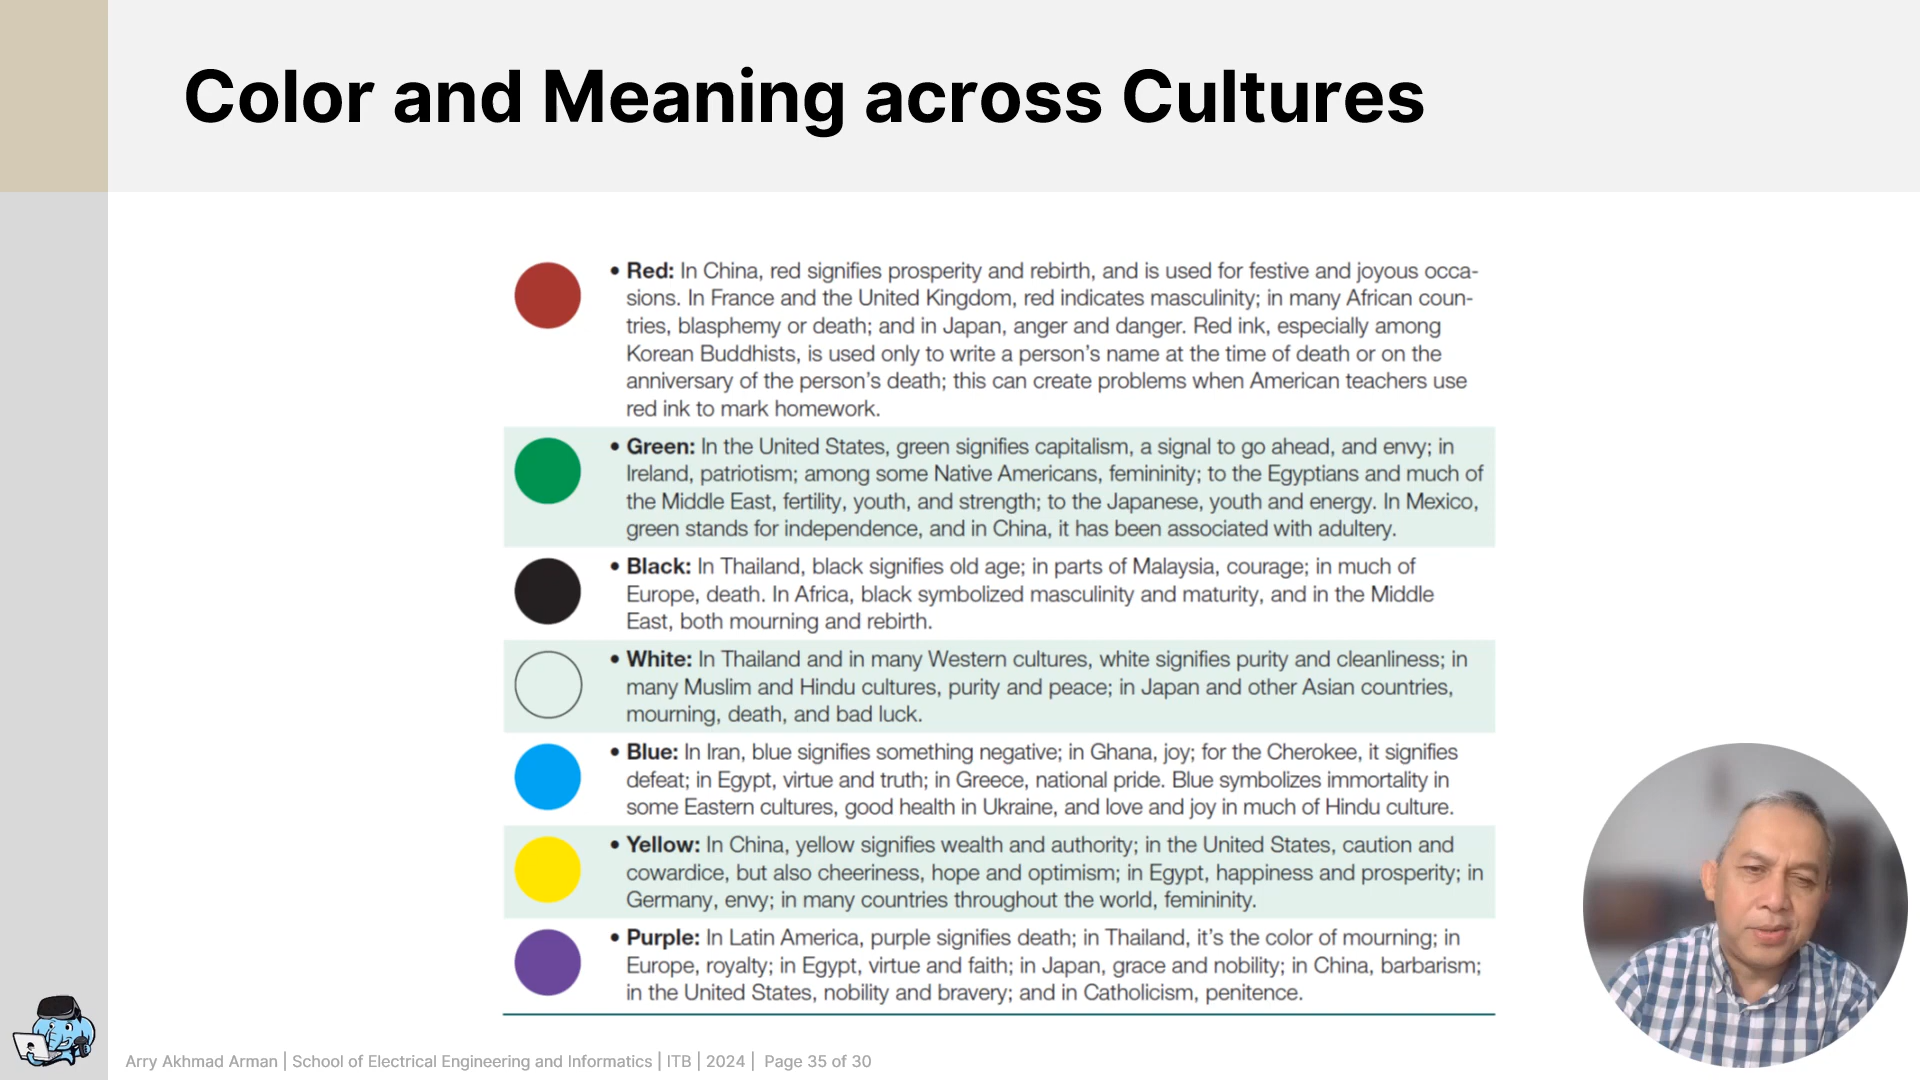 Color and Meaning across Cultures
• Red: In China, red signifies prosperity and rebirth, and is used for festive and joyous occa-
sions. In France and the United Kingdom, red indicates masculinity; in many African coun-
tries, blasphemy or death; and in Japan, anger and danger. Red ink, especially among
Korean Buddhists, is used only to write a person's name at the time of death or on the
anniversary of the person's death; this can create problems when American teachers use
red ink to mark homework.
• Green: In the United States, green signifies capitalism, a signal to go ahead, and envy; in
Ireland, patriotism; among some Native Americans, femininity; to the Egyptians and much of
the Middle East, fertility, youth, and strength; to the Japanese, youth and energy. In Mexico,
green stands for independence, and in China, it has been associated with adultery.
• Black: In Thailand, black signifies old age; in parts of Malaysia, courage; in much of
Europe, death. In Africa, black symbolized masculinity and maturity, and in the Middle
East, both mourning and rebirth.
• White: In Thailand and in many Western cultures, white signifies purity and cleanliness; in
many Muslim and Hindu cultures, purity and peace; in Japan and other Asian countries,
mourning, death, and bad luck.
• Blue: In Iran, blue signifies something negative; in Ghana, joy; for the Cherokee, it signifies
defeat; in Egypt, virtue and truth; in Greece, national pride. Blue symbolizes immortality in
some Eastern cultures, good health in Ukraine, and love and joy in much of Hindu culture.
• Yellow: In China, yellow signifies wealth and authority; in the United States, caution and
cowardice, but also cheeriness, hope and optimism; in Egypt, happiness and prosperity; in
Germany, envy; in many countries throughout the world, femininity.
• Purple: In Latin America, purple signifies death; in Thailand, it's the color of mourning; in
Europe, royalty; in Egypt, virtue and faith; in Japan, grace and nobility; in China, barbarism;
in the United States, nobility and bravery; and in Catholicism, penitence.
Arry Akhmad Arman | School of Electrical Engineering and Informatics | ITB | 2024 | Page 35 of 30